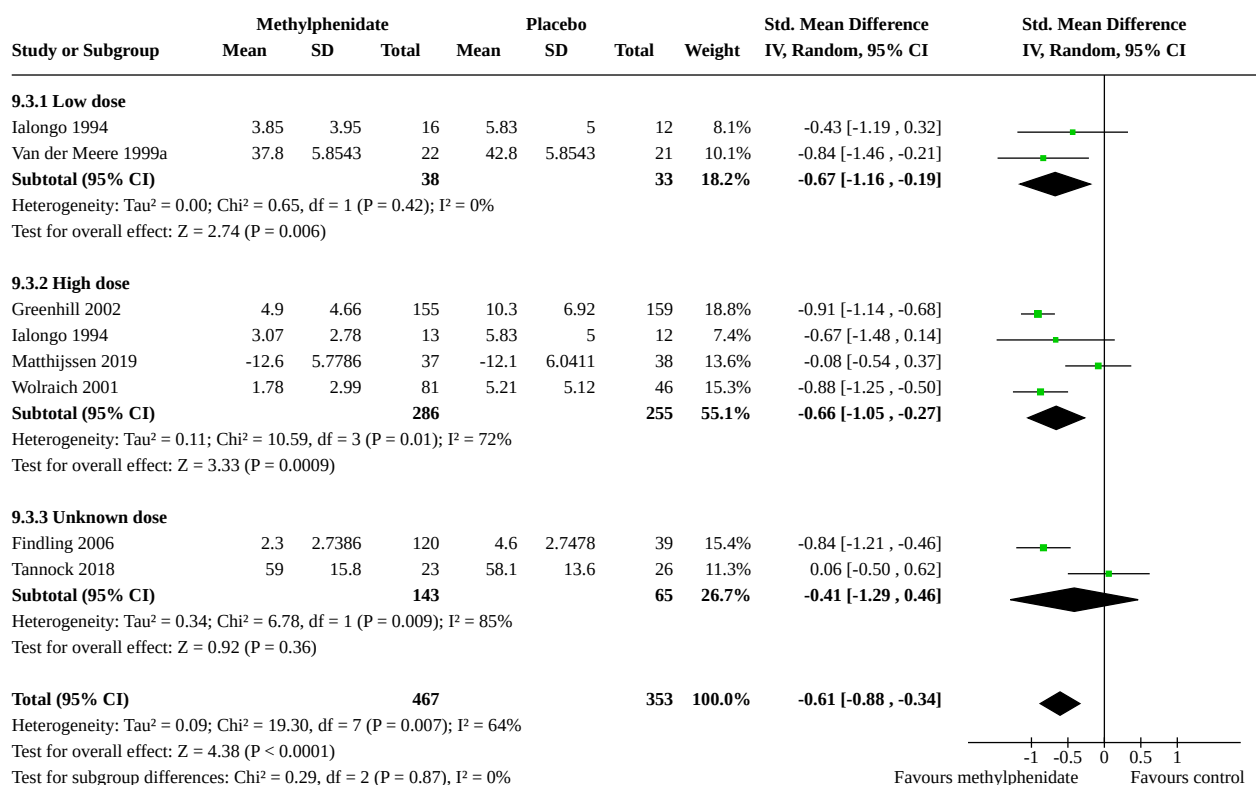 Methylphenidate Placebo Std. Mean Difference Std. Mean Difference
Study or Subgroup Mean SD Total Mean SD Total Weight IV, Random, 95% CI IV, Random, 95% CI
9.3.1 Low dose
Ialongo 1994 3.85 3.95 16 5.83 5 12 8.1% -0.43 [-1.19 , 0.32]
Van der Meere 1999a 37.8 5.8543 22 42.8 5.8543 21 10.1% -0.84 [-1.46 , -0.21]
Subtotal (95% CI) 38 33 18.2% -0.67 [-1.16 , -0.19]
Heterogeneity: Tau² = 0.00; Chi² = 0.65, df = 1 (P = 0.42); I² = 0%
Test for overall effect: Z = 2.74 (P = 0.006)
9.3.2 High dose
Greenhill 2002 4.9 4.66 155 10.3 6.92 159 18.8% -0.91 [-1.14 , -0.68]
Ialongo 1994 3.07 2.78 13 5.83 5 12 7.4% -0.67 [-1.48 , 0.14]
Matthijssen 2019 -12.6 5.7786 37 -12.1 6.0411 38 13.6% -0.08 [-0.54 , 0.37]
Wolraich 2001 1.78 2.99 81 5.21 5.12 46 15.3% -0.88 [-1.25 , -0.50]
Subtotal (95% CI) 286 255 55.1% -0.66 [-1.05 , -0.27]
Heterogeneity: Tau² = 0.11; Chi² = 10.59, df = 3 (P = 0.01); I² = 72%
Test for overall effect: Z = 3.33 (P = 0.0009)
9.3.3 Unknown dose
Findling 2006 2.3 2.7386 120 4.6 2.7478 39 15.4% -0.84 [-1.21 , -0.46]
Tannock 2018 59 15.8 23 58.1 13.6 26 11.3% 0.06 [-0.50 , 0.62]
Subtotal (95% CI) 143 65 26.7% -0.41 [-1.29 , 0.46]
Heterogeneity: Tau² = 0.34; Chi² = 6.78, df = 1 (P = 0.009); I² = 85%
Test for overall effect: Z = 0.92 (P = 0.36)
Total (95% CI) 467 353 100.0% -0.61 [-0.88 , -0.34]
Heterogeneity: Tau² = 0.09; Chi² = 19.30, df = 7 (P = 0.007); I² = 64%
Test for overall effect: Z = 4.38 (P < 0.0001)
-1 -0.5 0 0.5 1
Test for subgroup differences: Chi² = 0.29, df = 2 (P = 0.87), I² = 0% Favours methylphenidate Favours control